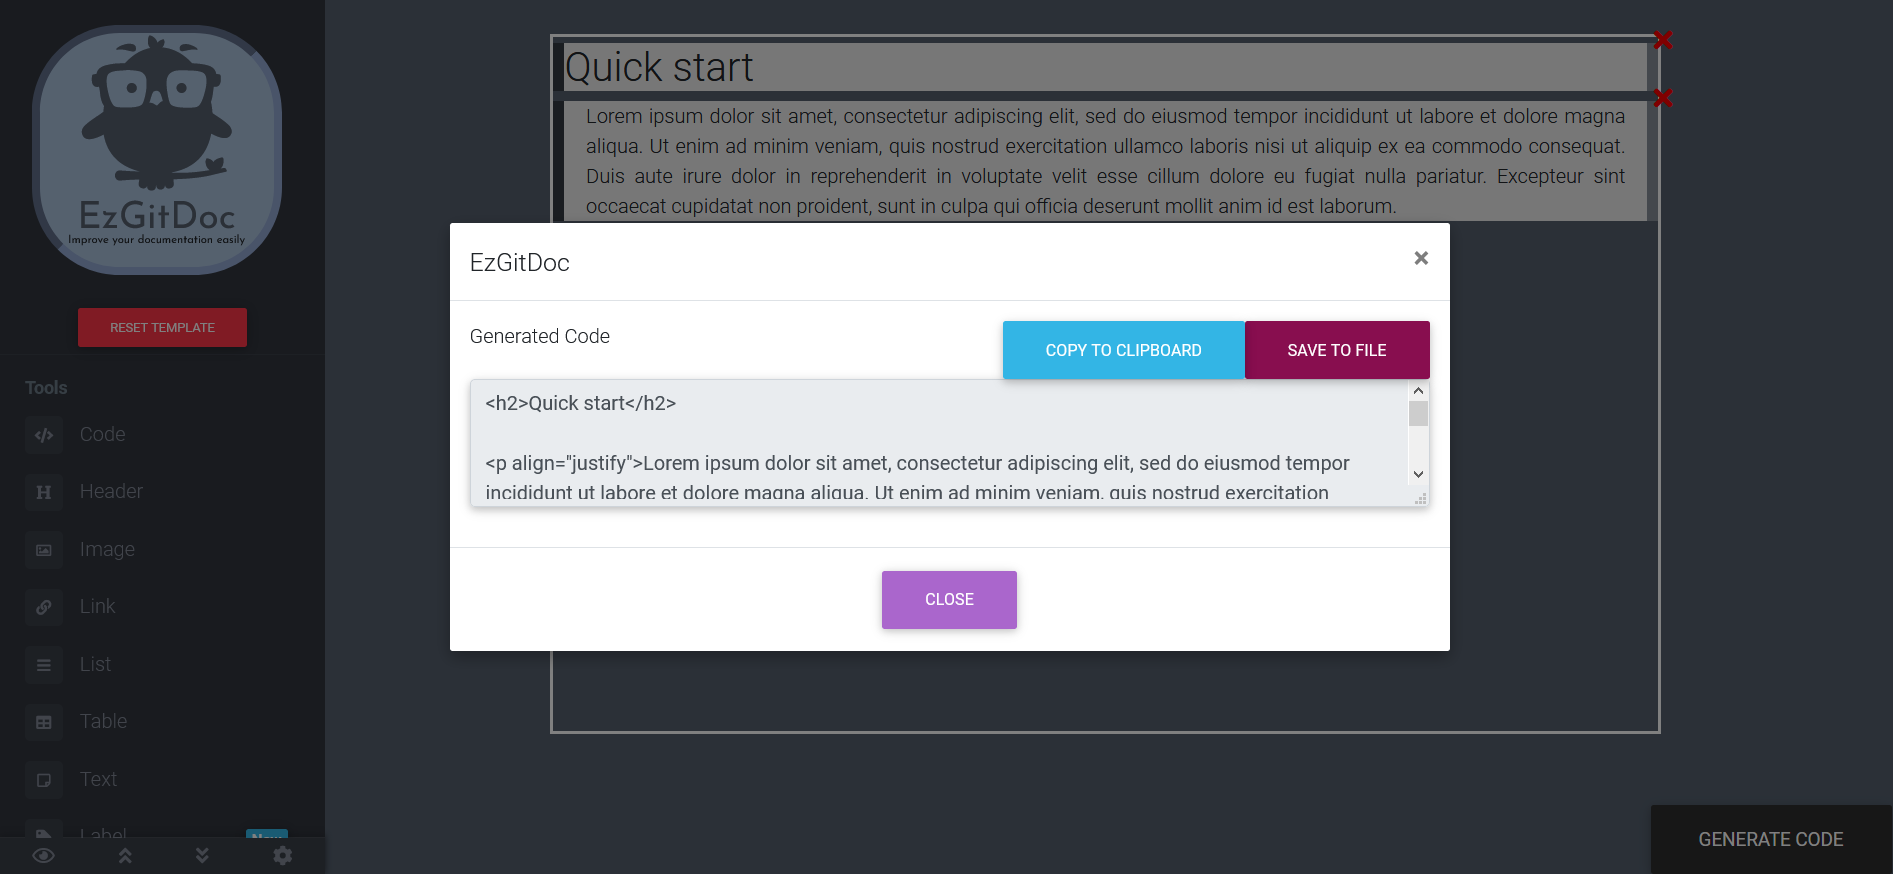 EzGitDoc
Improve your documentation easily
RESET TEMPLATE
Tools
Code
Header
Image
Link
List
Table
Text
Label
New
Quick start
Lorem ipsum dolor sit amet, consectetur adipiscing elit, sed do eiusmod tempor incididunt ut labore et dolore magna
aliqua. Ut enim ad minim veniam, quis nostrud exercitation ullamco laboris nisi ut aliquip ex ea commodo consequat.
Duis aute irure dolor in reprehenderit in voluptate velit esse cillum dolore eu fugiat nulla pariatur. Excepteur sint
occaecat cupidatat non proident, sunt in culpa qui officia deserunt mollit anim id est laborum.
EzGitDoc
×
Generated Code
COPY TO CLIPBOARD
SAVE TO FILE
<h2>Quick start</h2>
<p align="justify">Lorem ipsum dolor sit amet, consectetur adipiscing elit, sed do eiusmod tempor
incididunt ut labore et dolore magna aliqua. Ut enim ad minim veniam, quis nostrud exercitation
CLOSE
GENERATE CODE